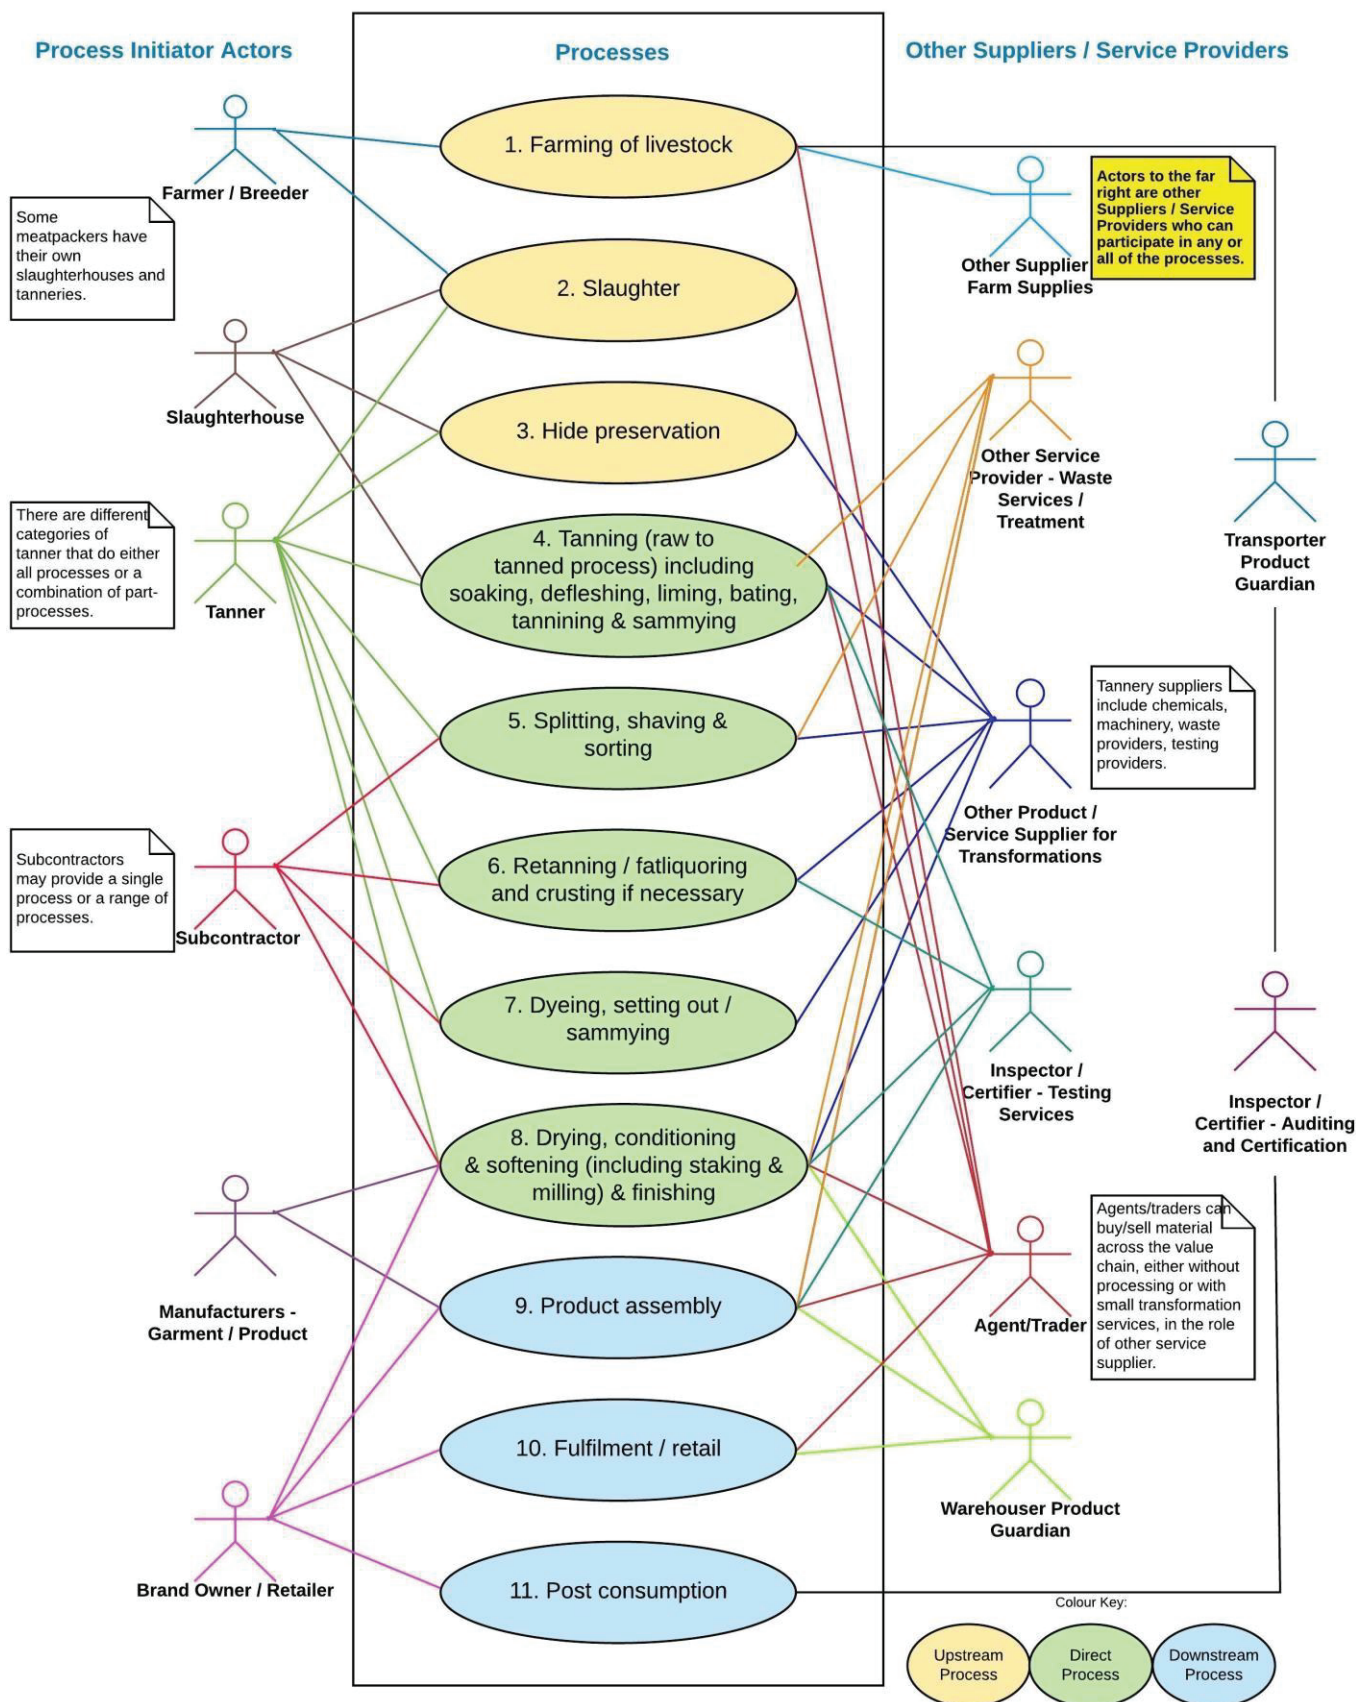 Process Initiator Actors
Processes
Other Suppliers / Service Providers
Farmer / Breeder
Some
meatpackers have
their own
slaughterhouses and
tanneries.
Slaughterhouse
There are different
categories of
tanner that do either
all processes or a
combination of part-
processes.
Tanner
Subcontractors
may provide a single
process or a range of
processes.
Subcontractor
Manufacturers -
Garment / Product
Brand Owner / Retailer
1. Farming of livestock
2. Slaughter
3. Hide preservation
4. Tanning (raw to
tanned process) including
soaking, defleshing, liming, bating,
tannining & sammying
5. Splitting, shaving &
sorting
6. Retanning / fatliquoring
and crusting if necessary
7. Dyeing, setting out /
sammying
8. Drying, conditioning
& softening (including staking &
milling) & finishing
9. Product assembly
10. Fulfilment / retail
11. Post consumption
Other Supplier
Farm Supplies
Actors to the far
right are other
Suppliers / Service
Providers who can
participate in any or
all of the processes.
Other Service
Provider - Waste
Services /
Treatment
Transporter
Product
Guardian
Tannery suppliers
include chemicals,
machinery, waste
providers, testing
providers.
Other Product /
Service Supplier for
Transformations
Inspector /
Certifier - Testing
Services
Inspector /
Certifier - Auditing
and Certification
Agents/traders can
buy/sell material
across the value
chain, either without
processing or with
small transformation
services, in the role
of other service
supplier.
Agent/Trader
Warehouser Product
Guardian
Colour Key:
Upstream
Process
Direct
Process
Downstream
Process